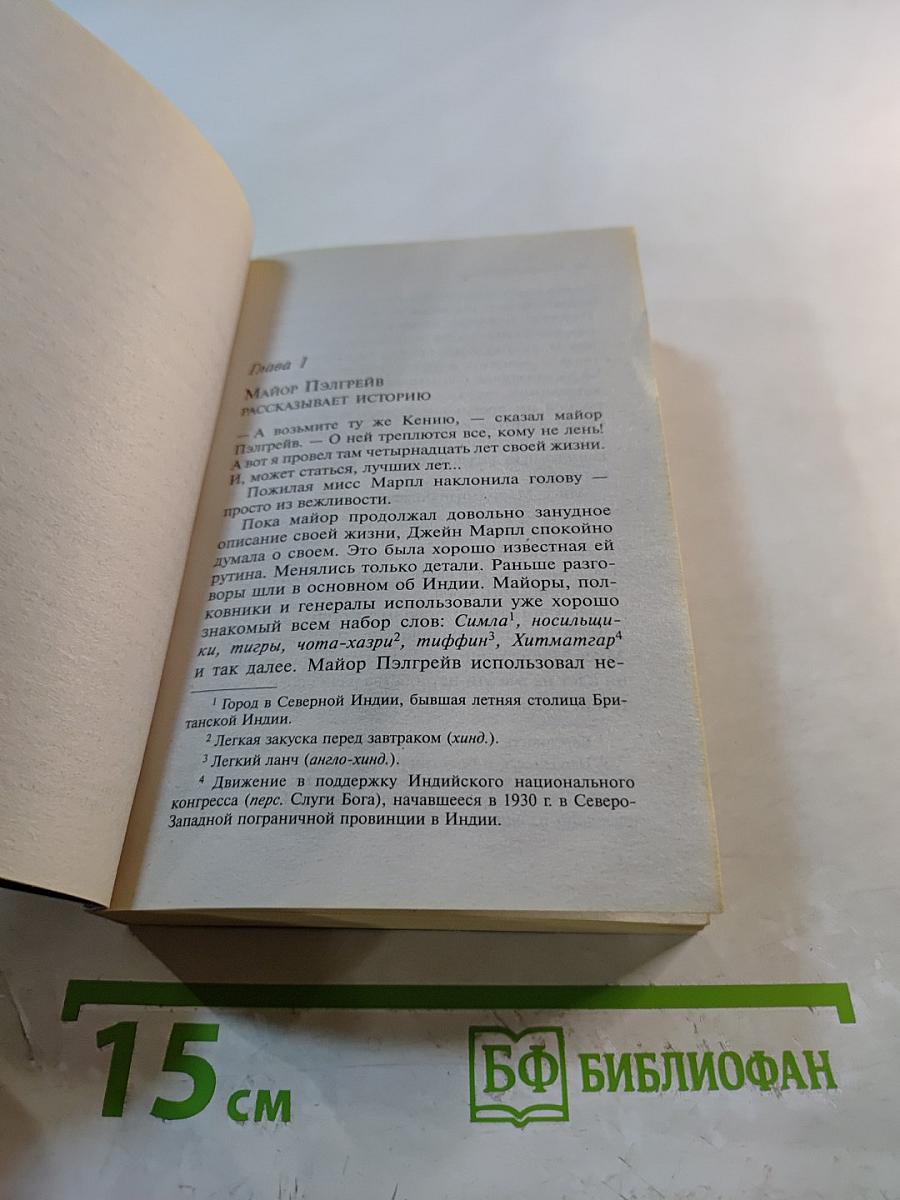 Глава 1
МАЙОР ПЭЛГРЕЙВ
РАССКАЗЫВАЕТ ИСТОРИЮ
— А возьмите ту же Кению, — сказал майор
Пэлгрейв. — О ней треплются все, кому не лень!
А вот я провел там четырнадцать лет своей жизни.
И, может статься, лучших лет...
Пожилая мисс Марпл наклонила голову —
просто из вежливости.
Пока майор продолжал довольно занудное
описание своей жизни, Джейн Марпл спокойно
думала о своем. Это была хорошо известная ей
рутина. Менялись только детали. Раньше разго-
воры шли в основном об Индии. Майоры, пол-
ковники и генералы использовали уже хорошо
знакомый всем набор слов: Симла¹, носильщи-
ки, тигры, чота-хазри², тиффин³, Хитматгар⁴
и так далее. Майор Пэлгрейв использовал не-
¹ Город в Северной Индии, бывшая летняя столица Бри-
танской Индии.
² Легкая закуска перед завтраком (хинд.).
³ Легкий ланч (англо-хинд.).
⁴ Движение в поддержку Индийского национального
конгресса (перс. Слуги Бога), начавшееся в 1930 г. в Северо-
Западной пограничной провинции в Индии.
15 см
БФ БИБЛИОФАН